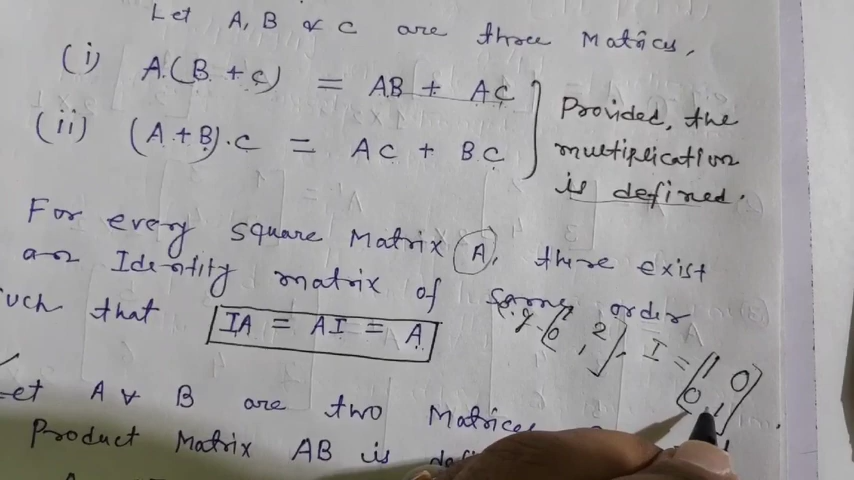 Let A, B & C are three Matrices,
(i) A.(B + C) = AB + AC
(ii) (A + B).C = AC + BC
Provided, the
multiplication
is defined.
For every square Matrix A, there exist
an Identity matrix of same order
such that IA = AI = A
I = [1 0
0 1]
Let A & B are two Matrices
Product Matrix AB is